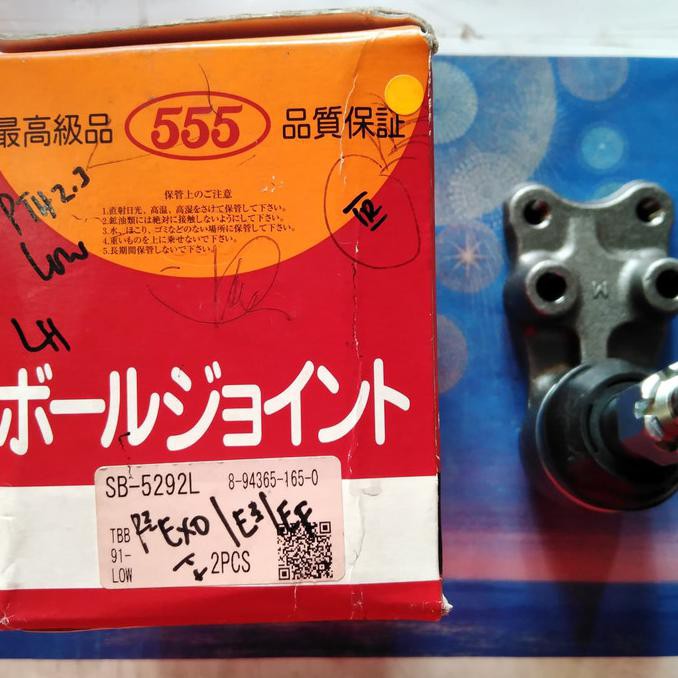 最高級品 555 品質保証
保管上のご注意
1.直射日光、高温、高湿をさけて保管して下さい。
2.鉱油類には絶対に接触しないようにして下さい。
3.水、ほこり、ゴミなどのない場所に保管して下さい。
4.重いものを上に乗せないで下さい。
5.長期間保管しないで下さい。
Low
LH
ボールジョイント
SB-5292L 8-94365-165-0
TBB
91-
LOW
2PCS
M